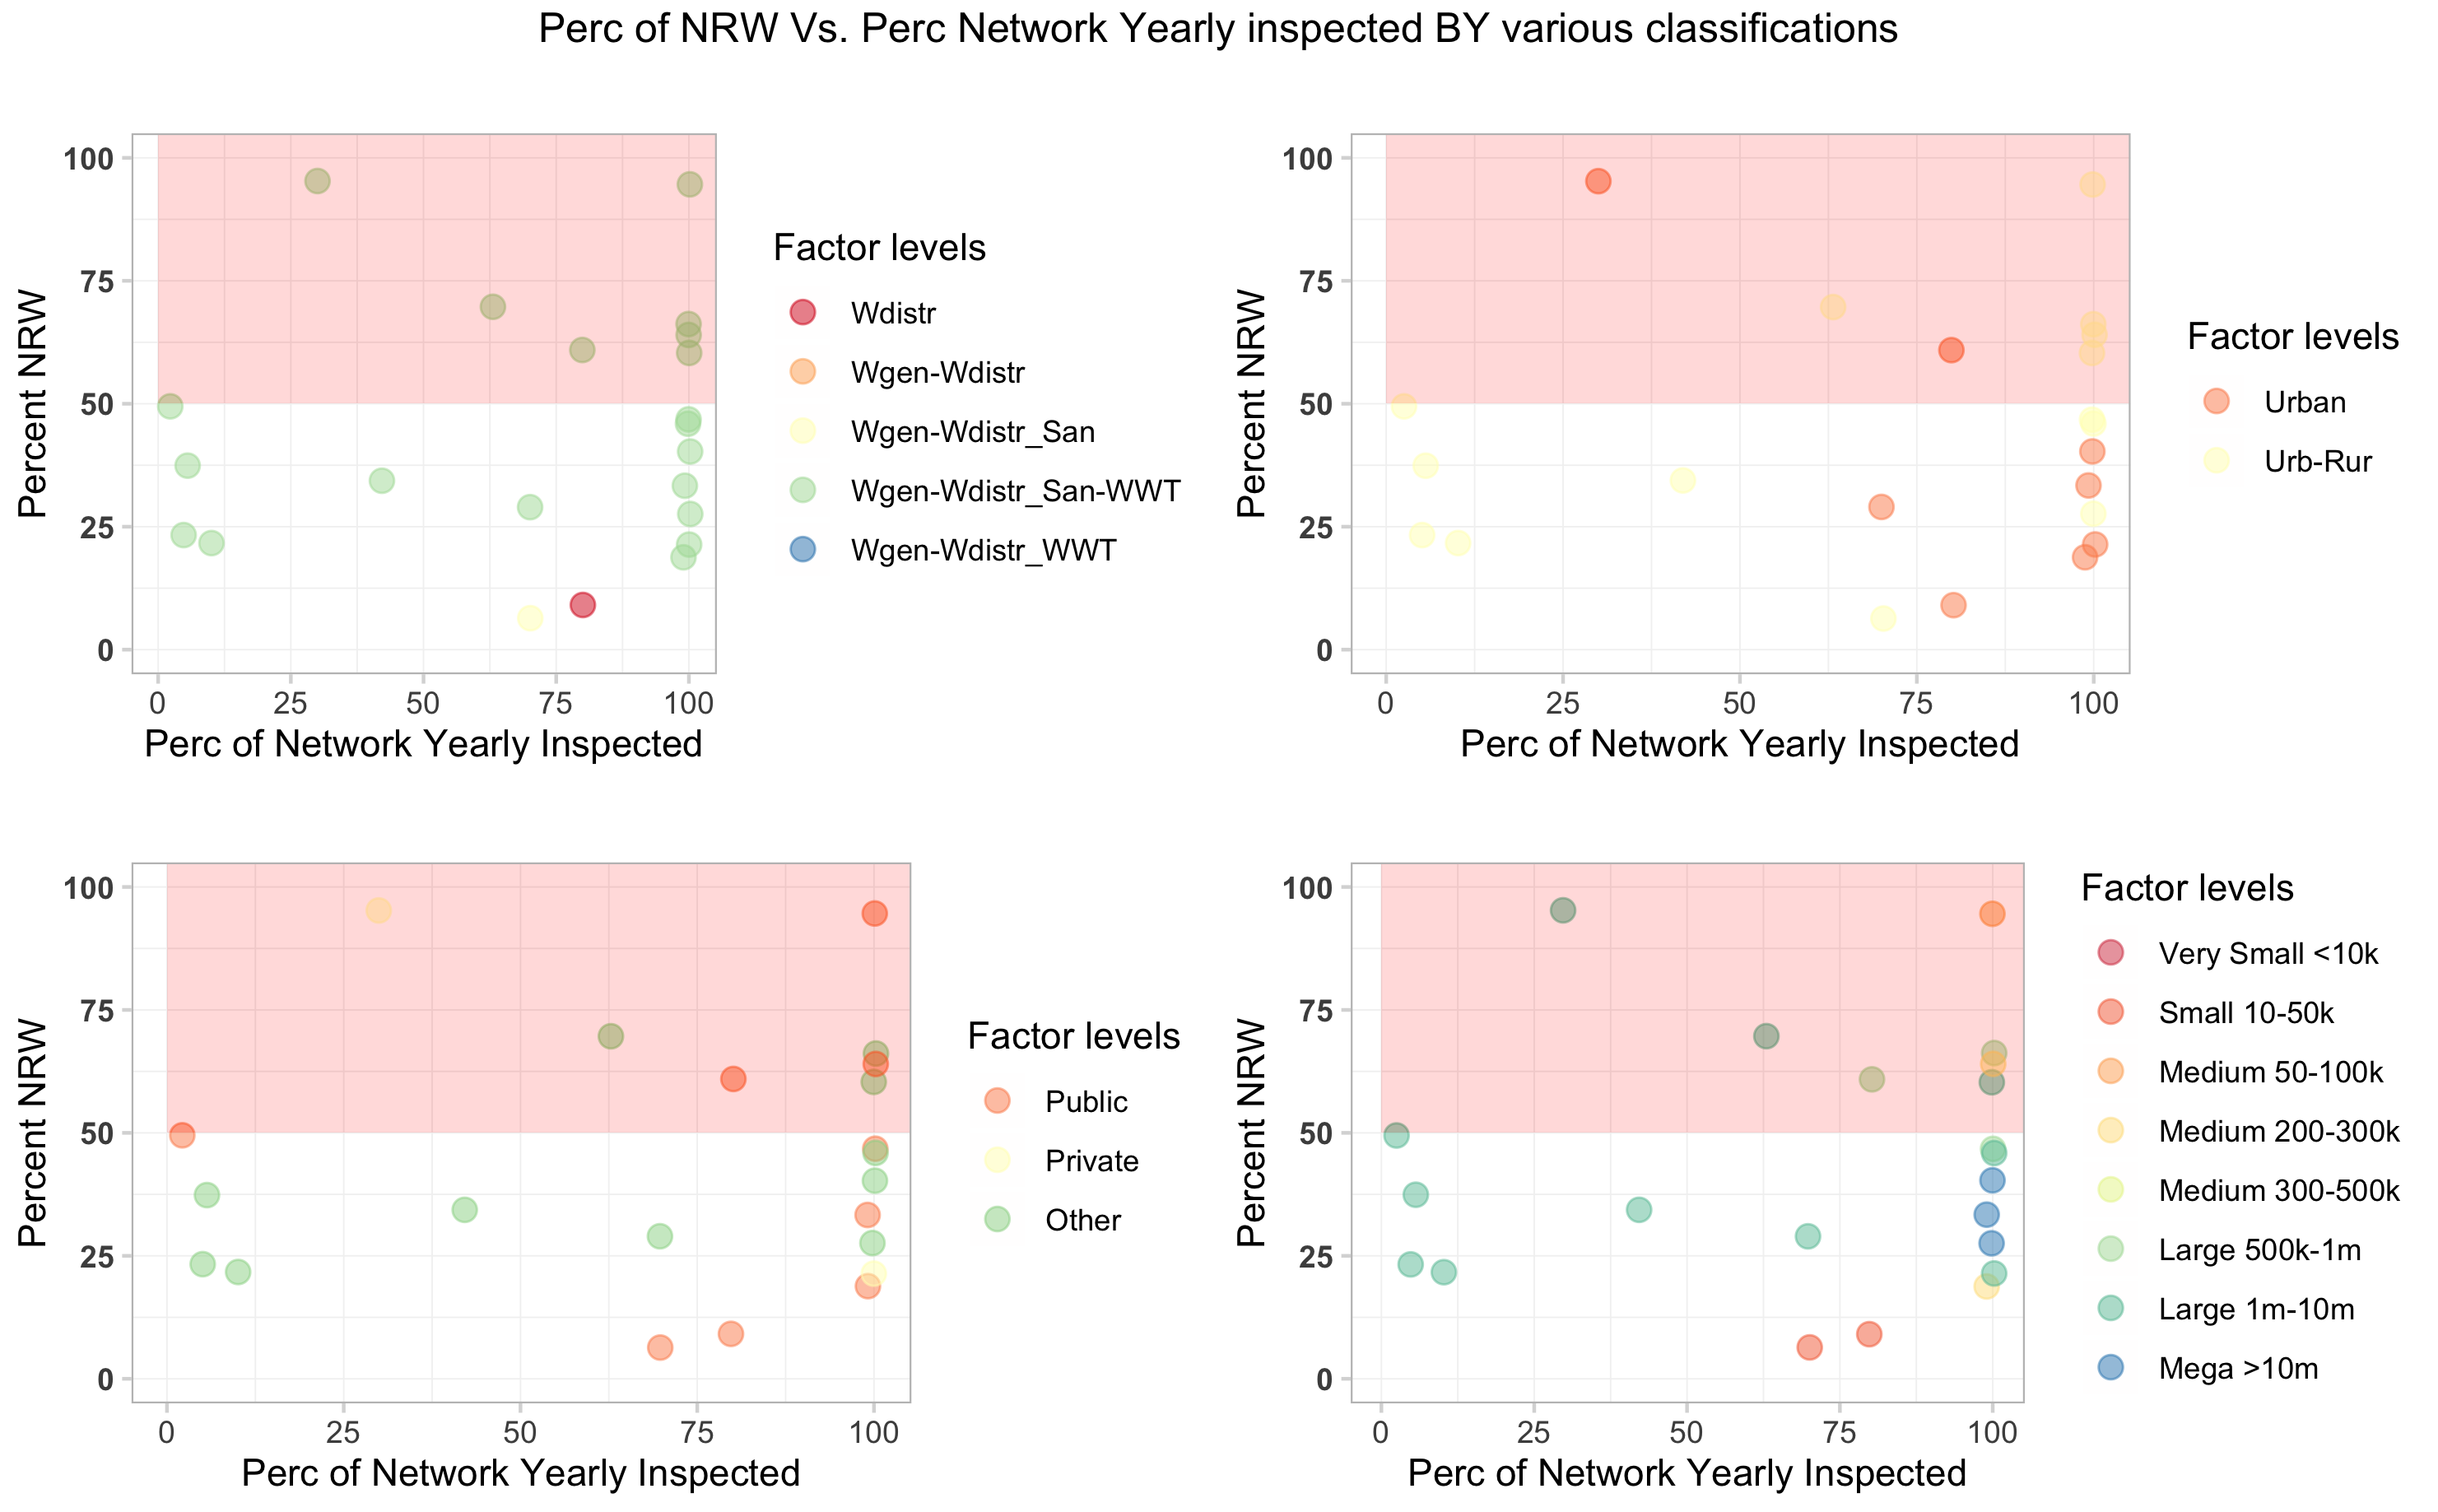 Perc of NRW Vs. Perc Network Yearly inspected BY various classifications
100
75
50
25
0
Percent NRW
0 25 50 75 100
Perc of Network Yearly Inspected
Factor levels
Wdistr
Wgen-Wdistr
Wgen-Wdistr_San
Wgen-Wdistr_San-WWT
Wgen-Wdistr_WWT
100
75
50
25
0
Percent NRW
0 25 50 75 100
Perc of Network Yearly Inspected
Factor levels
Urban
Urb-Rur
100
75
50
25
0
Percent NRW
0 25 50 75 100
Perc of Network Yearly Inspected
Factor levels
Public
Private
Other
100
75
50
25
0
Percent NRW
0 25 50 75 100
Perc of Network Yearly Inspected
Factor levels
Very Small <10k
Small 10-50k
Medium 50-100k
Medium 200-300k
Medium 300-500k
Large 500k-1m
Large 1m-10m
Mega >10m